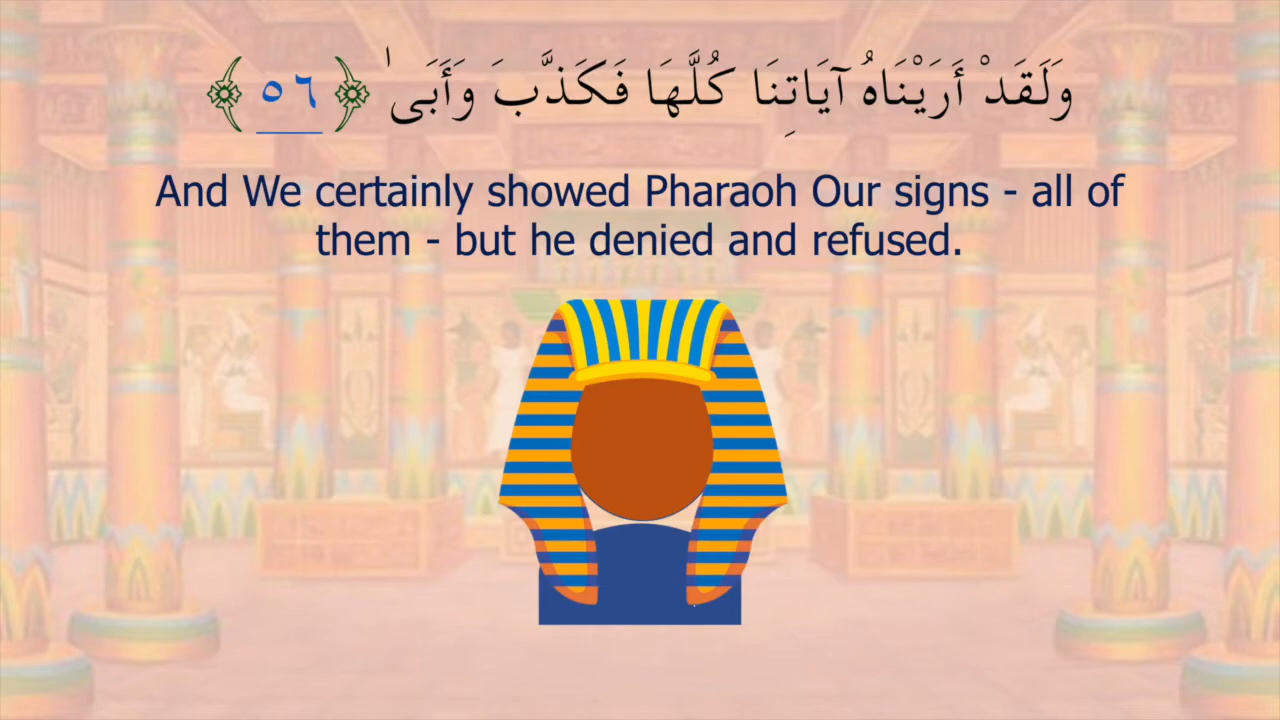 وَلَقَدْ أَرَيْنَاهُ آيَاتِنَا كُلَّهَا فَكَذَّبَ وَأَبَىٰ ﴿٥٦﴾
And We certainly showed Pharaoh Our signs - all of
them - but he denied and refused.